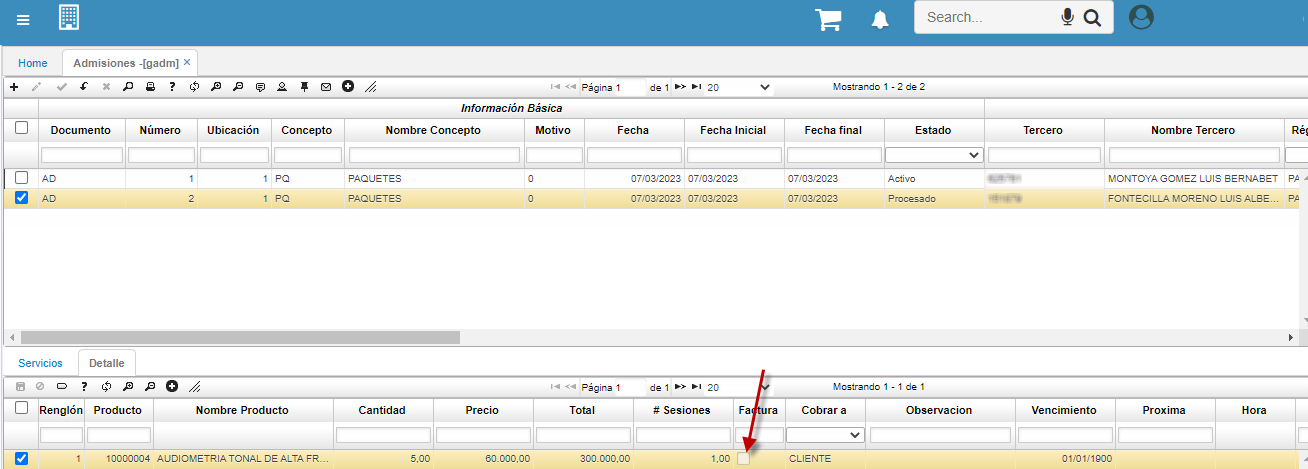 Search...
Home Admisiones -[gadm] ×
Página 1 de 1 20 Mostrando 1 - 2 de 2
Información Básica
Documento Número Ubicación Concepto Nombre Concepto Motivo Fecha Fecha Inicial Fecha final Estado Tercero Nombre Tercero Rég
AD 1 1 PQ PAQUETES 0 07/03/2023 07/03/2023 07/03/2023 Activo MONTOYA GOMEZ LUIS BERNABET PA
AD 2 1 PQ PAQUETES 0 07/03/2023 07/03/2023 07/03/2023 Procesado FONTECILLA MORENO LUIS ALBE... PA
Servicios Detalle
Página 1 de 1 20 Mostrando 1 - 1 de 1
Renglón Producto Nombre Producto Cantidad Precio Total # Sesiones Factura Cobrar a Observacion Vencimiento Proxima Hora
1 10000004 AUDIOMETRIA TONAL DE ALTA FR... 5,00 60.000,00 300.000,00 1,00 CLIENTE 01/01/1900